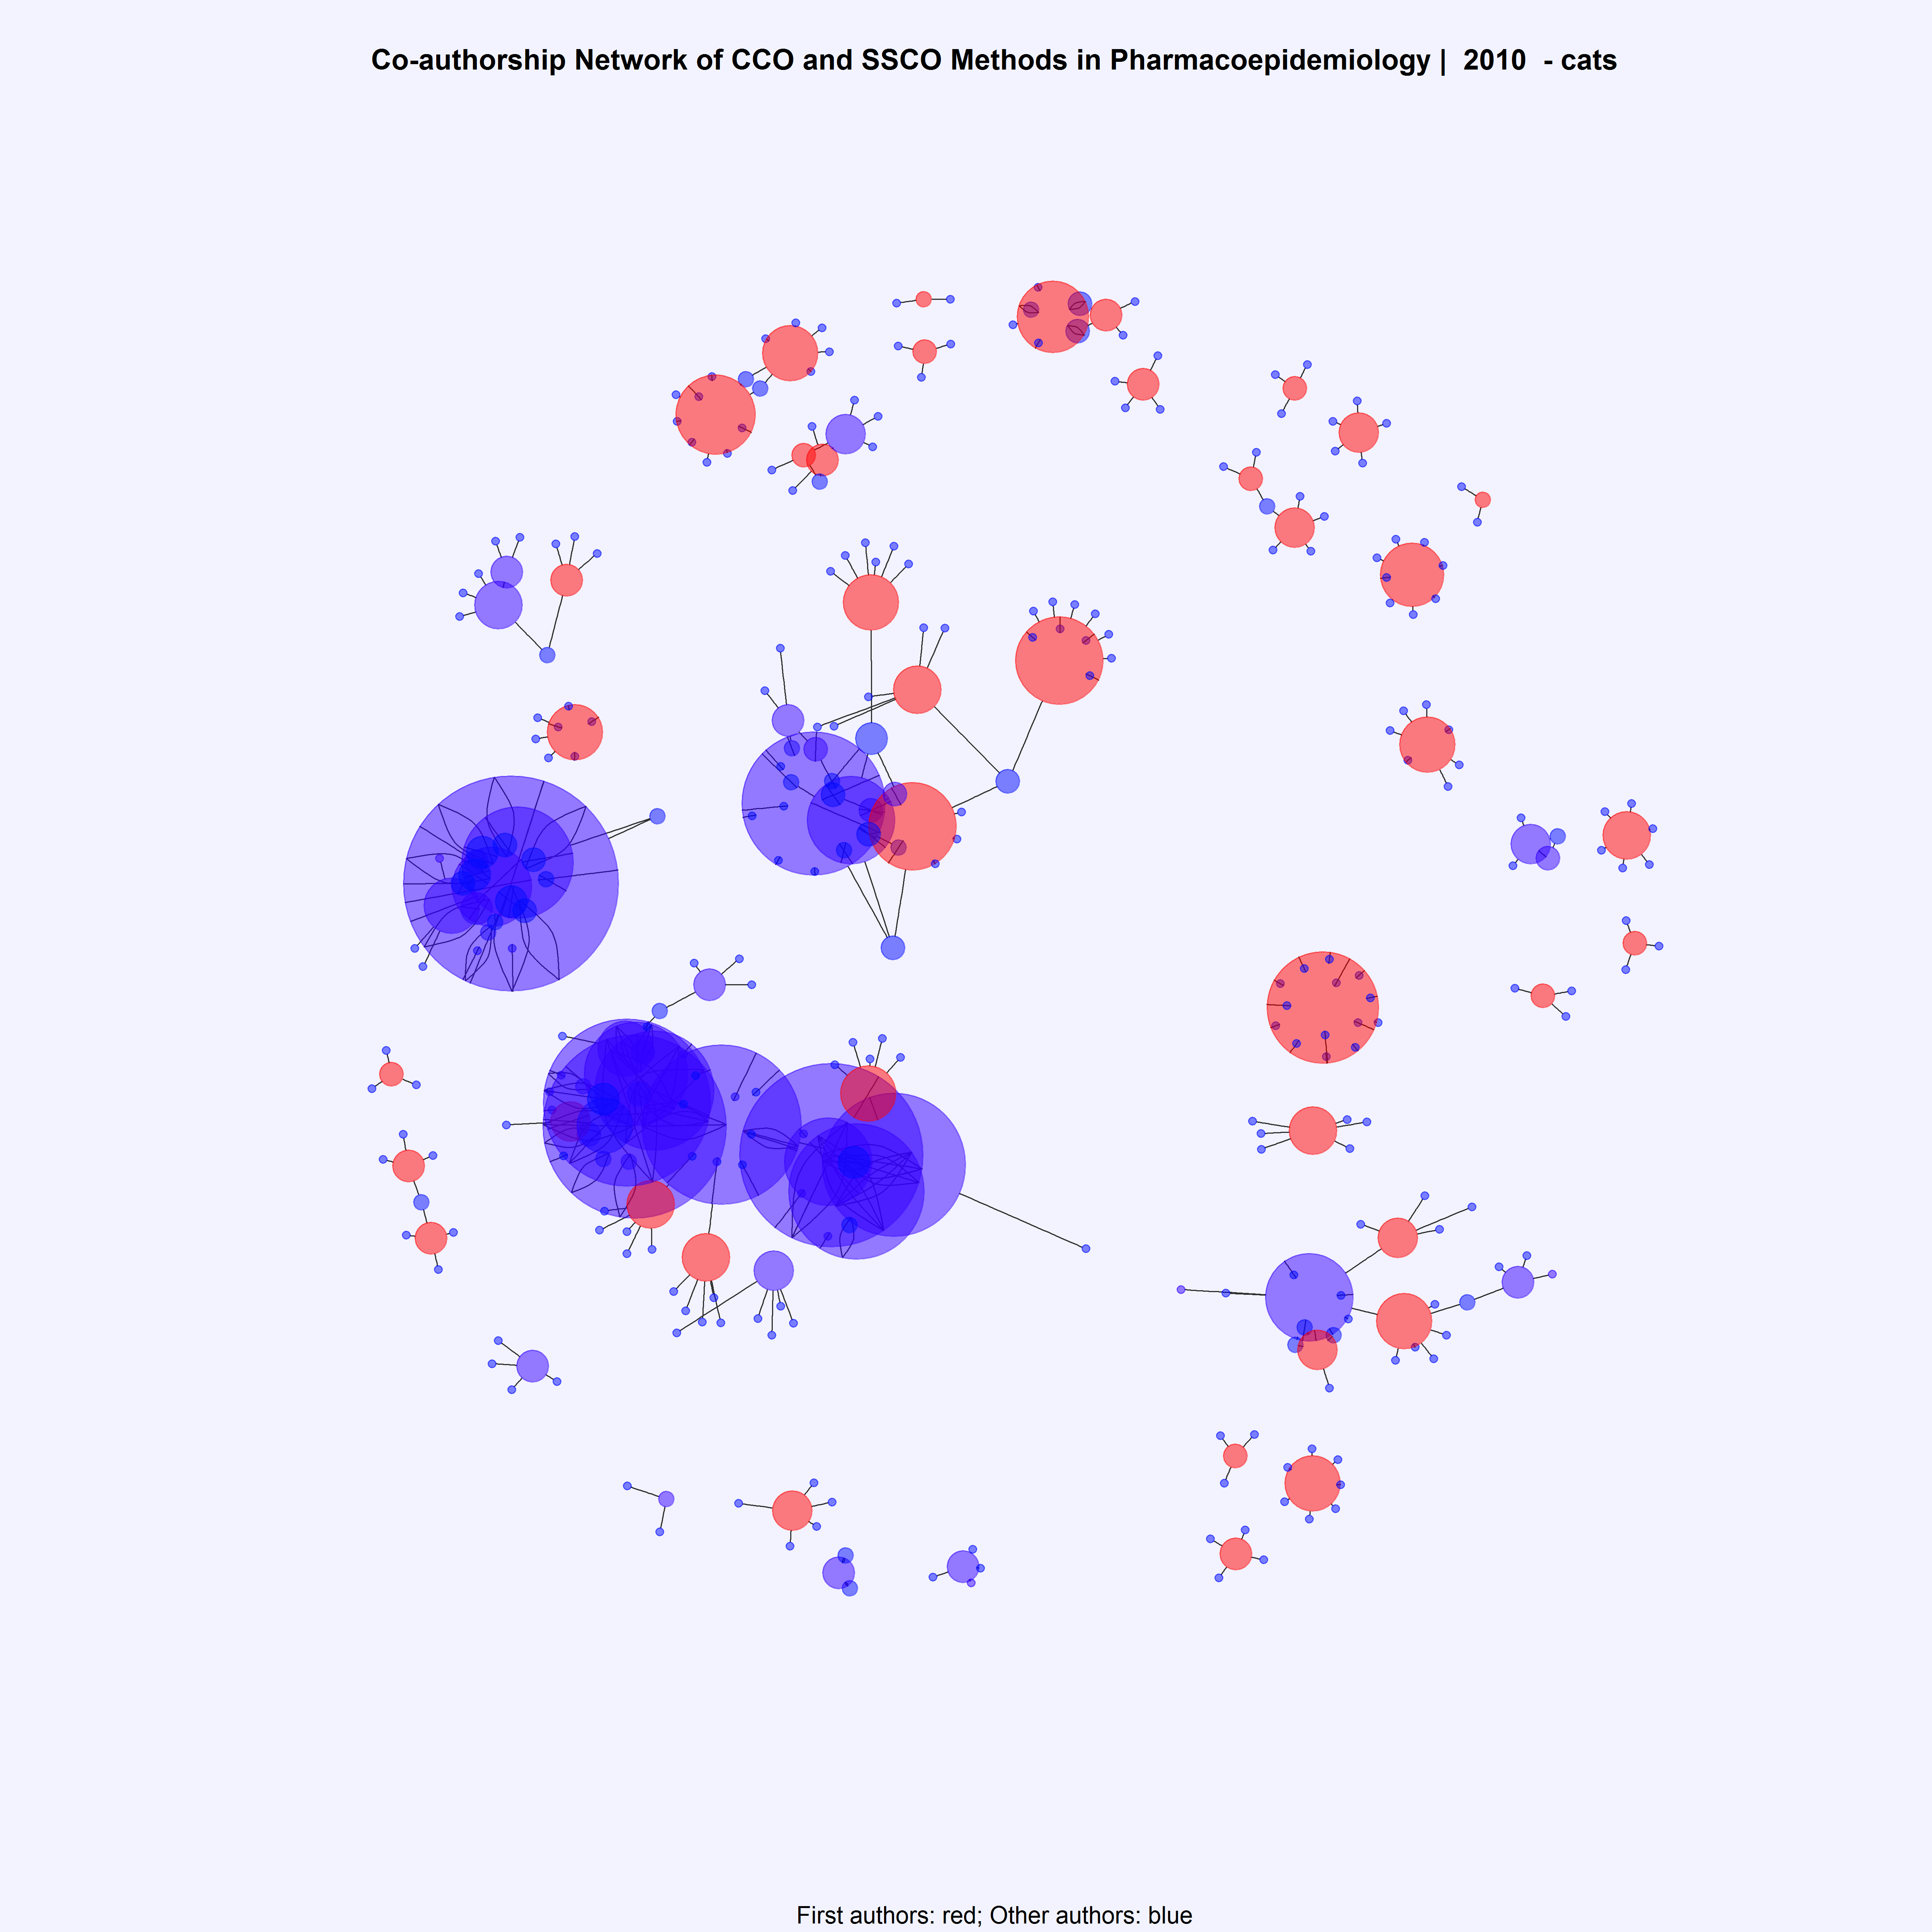 Co-authorship Network of CCO and SSCO Methods in Pharmacoepidemiology |  2010  - cats
First authors: red; Other authors: blue